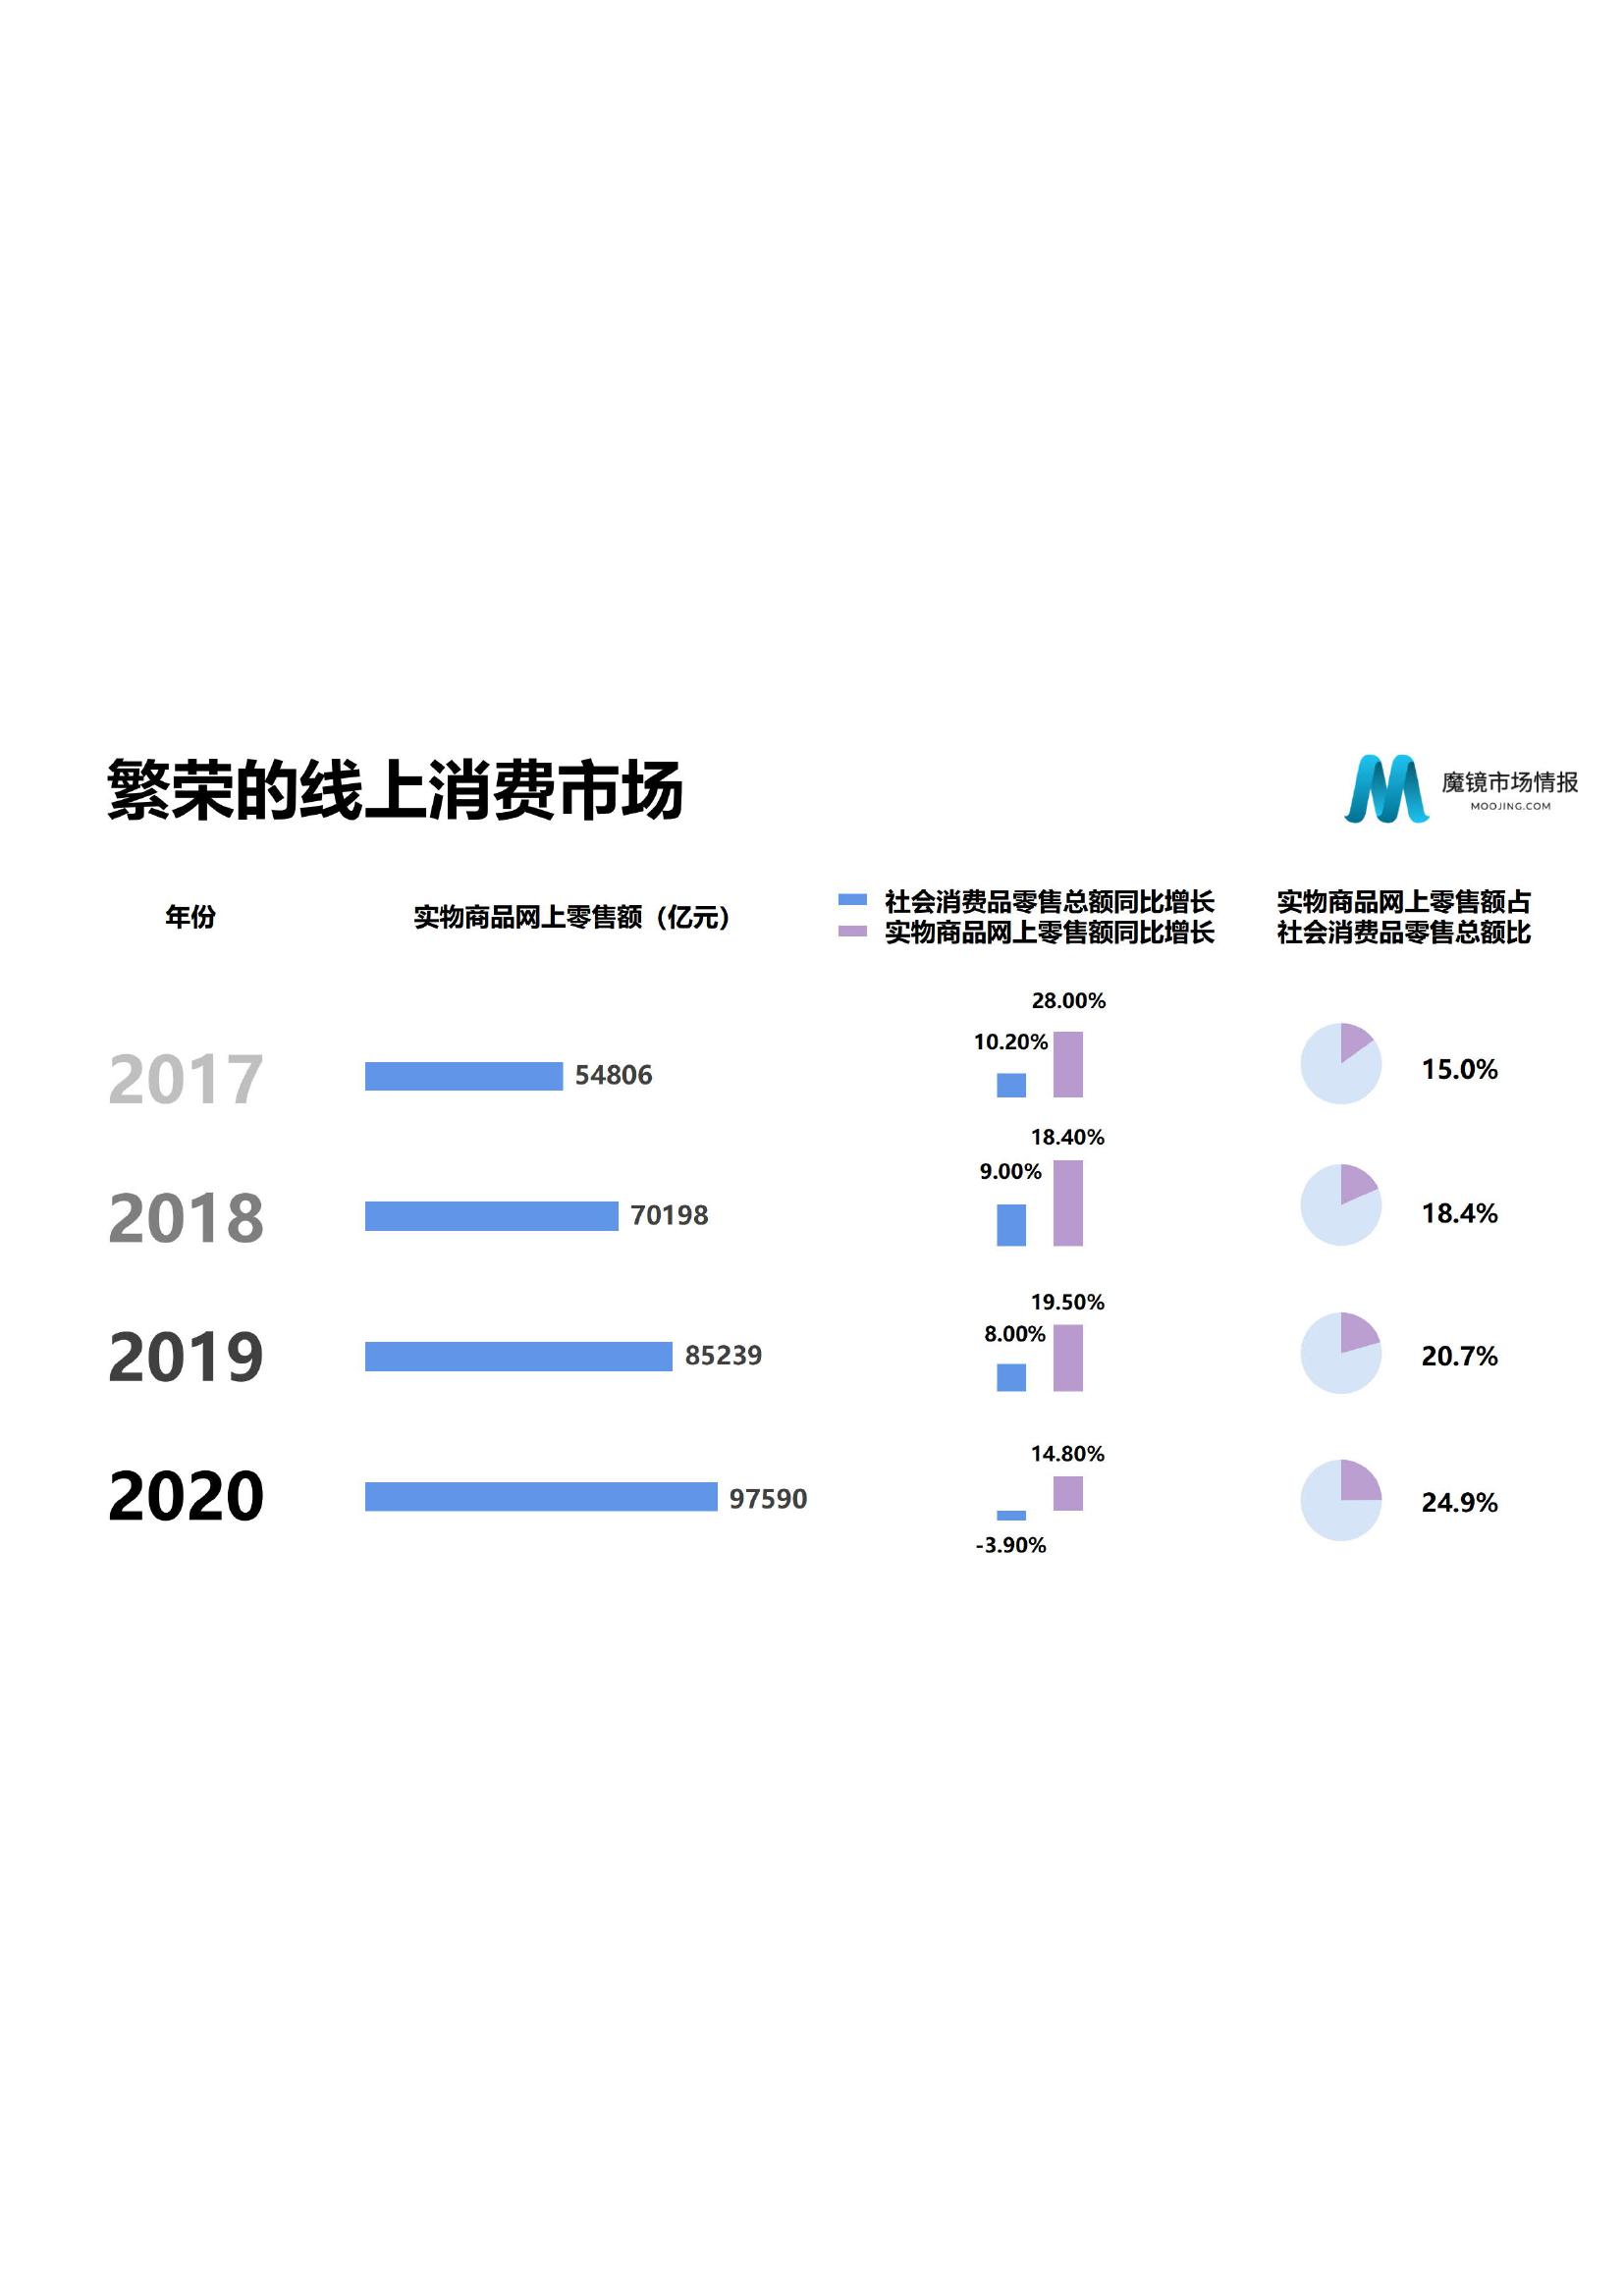 繁荣的线上消费市场
魔镜市场情报
MOOJING.COM
年份
实物商品网上零售额（亿元）
社会消费品零售总额同比增长
实物商品网上零售额同比增长
实物商品网上零售额占
社会消费品零售总额比
2017
54806
10.20%
28.00%
15.0%
2018
70198
9.00%
18.40%
18.4%
2019
85239
8.00%
19.50%
20.7%
2020
97590
-3.90%
14.80%
24.9%